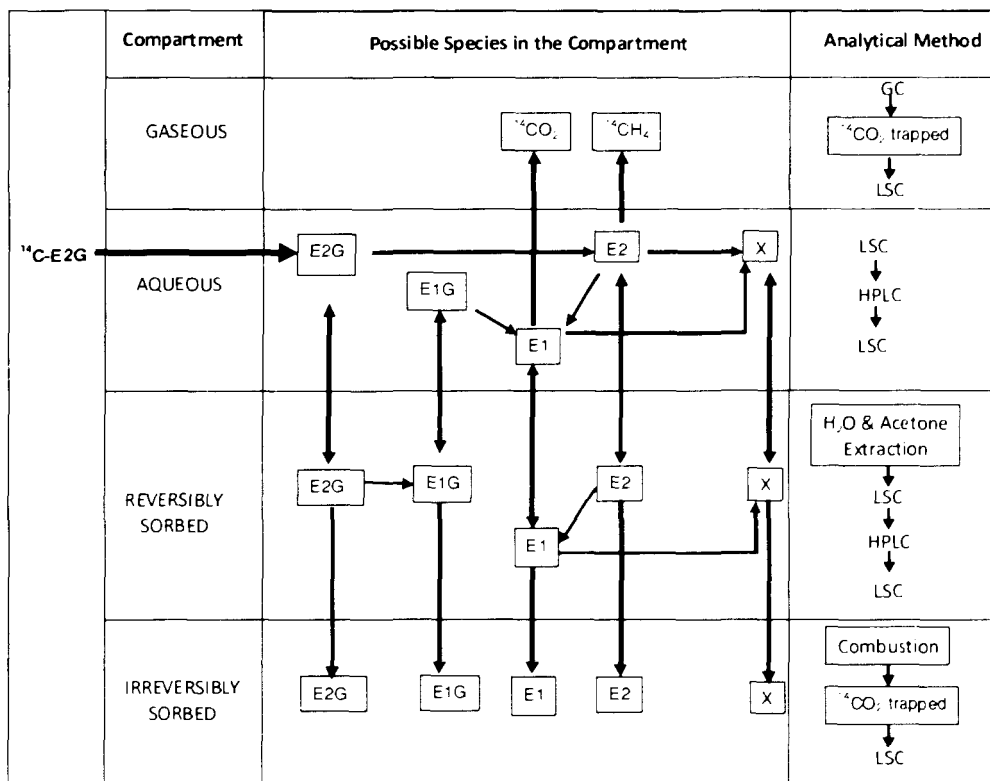 Compartment Possible Species in the Compartment Analytical Method
GASEOUS
¹⁴CO₂ ¹⁴CH₄
GC
¹⁴CO₂ trapped
LSC
¹⁴C-E2G
AQUEOUS
E2G E2 X
E1G
E1
LSC
HPLC
LSC
REVERSIBLY
SORBED
E2G E1G E2 X
E1
H₂O & Acetone
Extraction
LSC
HPLC
LSC
IRREVERSIBLY
SORBED
E2G E1G E1 E2 X
Combustion
¹⁴CO₂ trapped
LSC